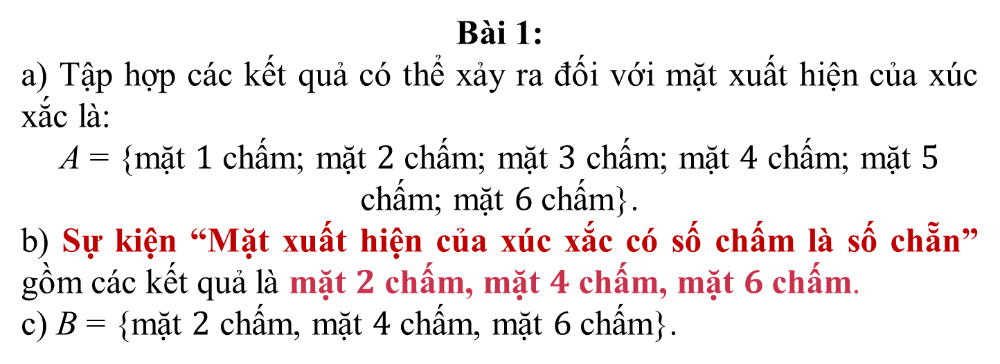 Bài 1:
a) Tập hợp các kết quả có thể xảy ra đối với mặt xuất hiện của xúc
xắc là:
A = {mặt 1 chấm; mặt 2 chấm; mặt 3 chấm; mặt 4 chấm; mặt 5
chấm; mặt 6 chấm}.
b) Sự kiện “Mặt xuất hiện của xúc xắc có số chấm là số chẵn”
gồm các kết quả là mặt 2 chấm, mặt 4 chấm, mặt 6 chấm.
c) B = {mặt 2 chấm, mặt 4 chấm, mặt 6 chấm}.